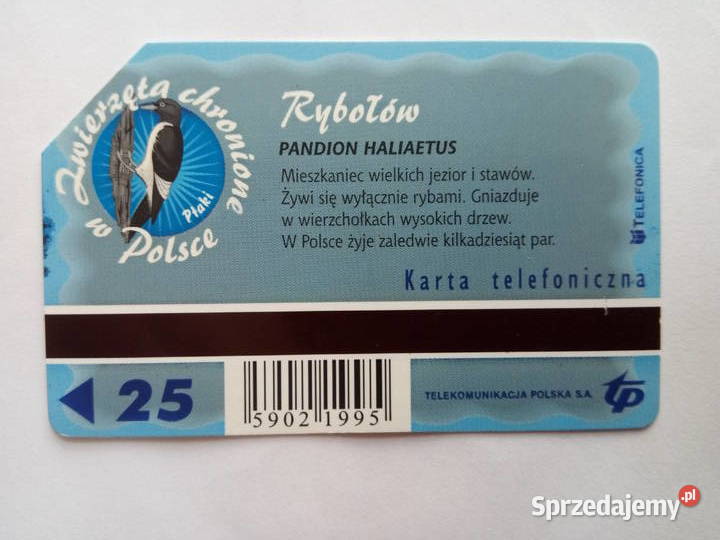 Zwierzęta chronione
w Polsce
Ptaki
Rybołów
PANDION HALIAETUS
Mieszkaniec wielkich jezior i stawów.
Żywi się wyłącznie rybami. Gniazduje
w wierzchołkach wysokich drzew.
W Polsce żyje zaledwie kilkadziesiąt par.
TELEFONICA
Karta telefoniczna
25
5902 1995
TELEKOMUNIKACJA POLSKA S.A.
tp
Sprzedajemy.pl